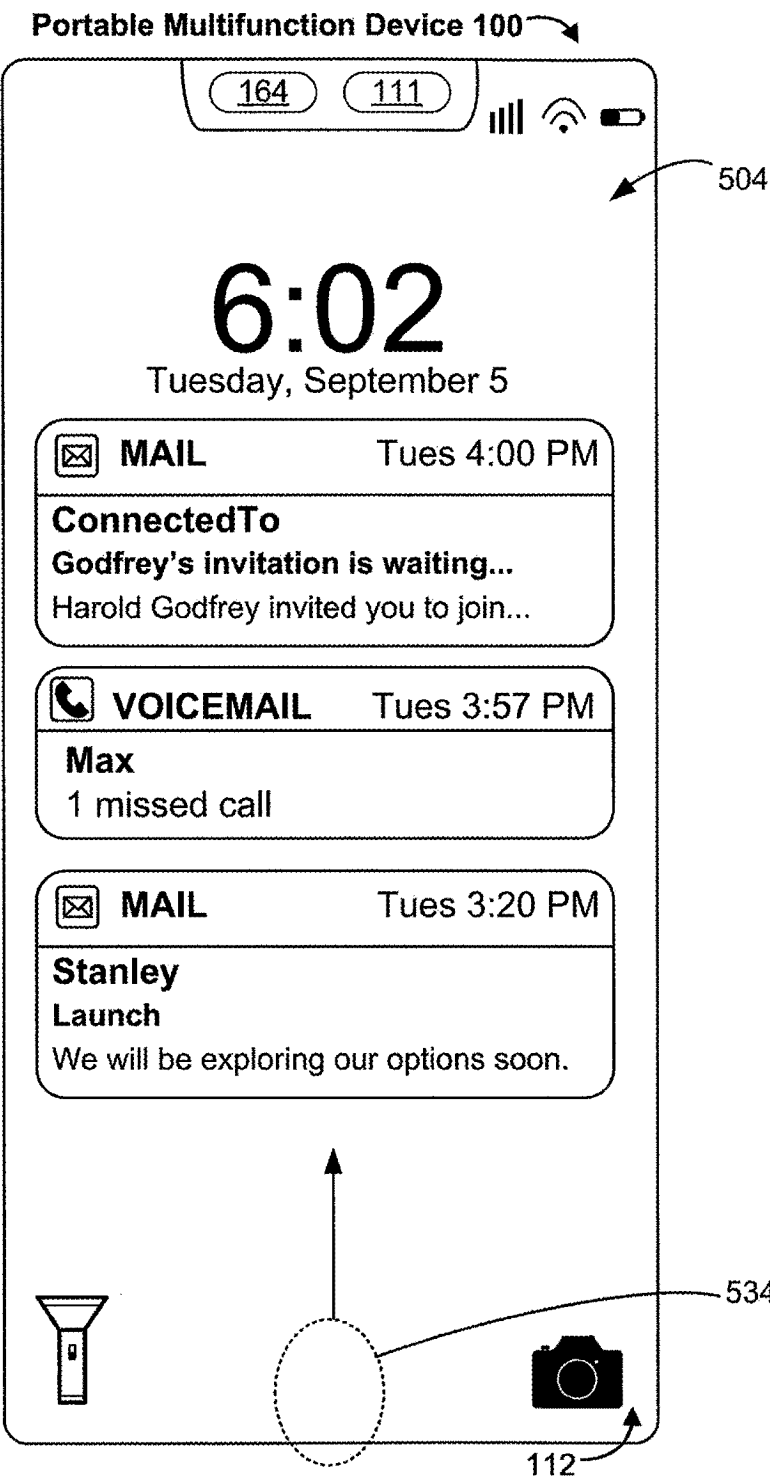 Portable Multifunction Device 100
164 111
504
6:02
Tuesday, September 5
MAIL Tues 4:00 PM
ConnectedTo
Godfrey's invitation is waiting...
Harold Godfrey invited you to join...
VOICEMAIL Tues 3:57 PM
Max
1 missed call
MAIL Tues 3:20 PM
Stanley
Launch
We will be exploring our options soon.
534
112